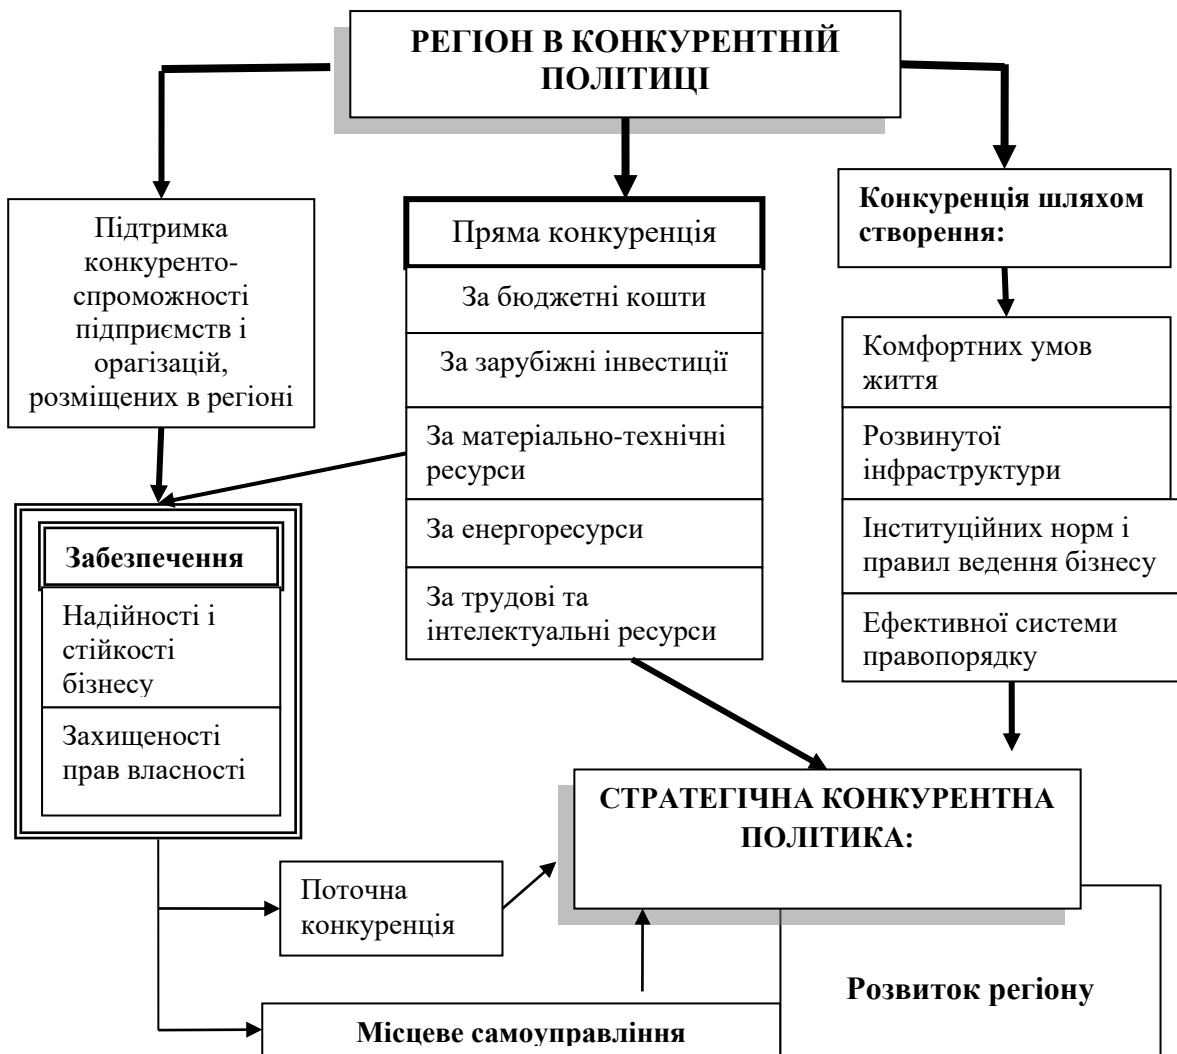 РЕГІОН В КОНКУРЕНТНІЙ
ПОЛІТИЦІ
Підтримка
конкуренто-
спроможності
підприємств і
орагізацій,
розміщених в регіоні
Пряма конкуренція
За бюджетні кошти
За зарубіжні інвестиції
За матеріально-технічні
ресурси
За енергоресурси
За трудові та
інтелектуальні ресурси
Конкуренція шляхом
створення:
Комфортних умов
життя
Розвинутої
інфраструктури
Інституційних норм і
правил ведення бізнесу
Ефективної системи
правопорядку
Забезпечення
Надійності і
стійкості
бізнесу
Захищеності
прав власності
СТРАТЕГІЧНА КОНКУРЕНТНА
ПОЛІТИКА:
Поточна
конкуренція
Розвиток регіону
Місцеве самоуправління